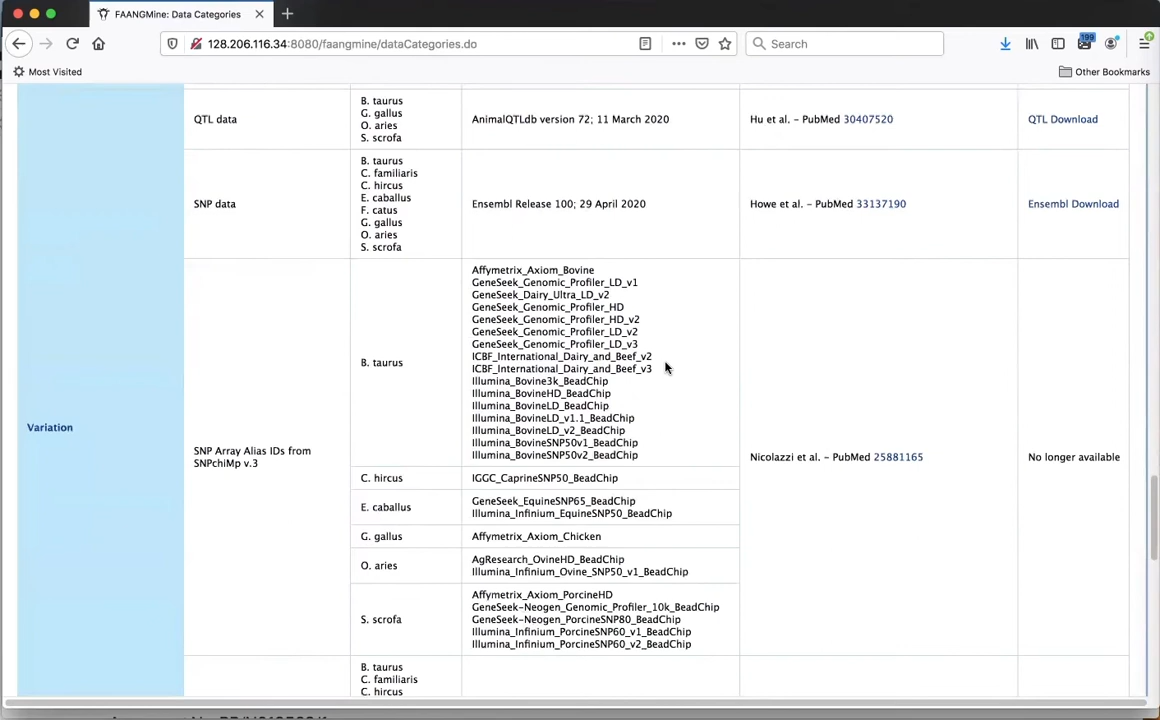 FAANGMine: Data Categories
128.206.116.34:8080/faangmine/dataCategories.do
Search
199
Most Visited
Other Bookmarks
QTL data
B. taurus
G. gallus
O. aries
S. scrofa
AnimalQTLdb version 72; 11 March 2020
Hu et al. - PubMed 30407520
QTL Download
SNP data
B. taurus
C. familiaris
C. hircus
E. caballus
F. catus
G. gallus
O. aries
S. scrofa
Ensembl Release 100; 29 April 2020
Howe et al. - PubMed 33137190
Ensembl Download
Variation
SNP Array Alias IDs from
SNPchiMp v.3
B. taurus
Affymetrix_Axiom_Bovine
GeneSeek_Genomic_Profiler_LD_v1
GeneSeek_Dairy_Ultra_LD_v2
GeneSeek_Genomic_Profiler_HD
GeneSeek_Genomic_Profiler_HD_v2
GeneSeek_Genomic_Profiler_LD_v2
GeneSeek_Genomic_Profiler_LD_v3
ICBF_International_Dairy_and_Beef_v2
ICBF_International_Dairy_and_Beef_v3
Illumina_Bovine3k_BeadChip
Illumina_BovineHD_BeadChip
Illumina_BovineLD_BeadChip
Illumina_BovineLD_v1.1_BeadChip
Illumina_BovineLD_v2_BeadChip
Illumina_BovineSNP50v1_BeadChip
Illumina_BovineSNP50v2_BeadChip
C. hircus
IGGC_CaprineSNP50_BeadChip
E. caballus
GeneSeek_EquineSNP65_BeadChip
Illumina_Infinium_EquineSNP50_BeadChip
G. gallus
Affymetrix_Axiom_Chicken
O. aries
AgResearch_OvineHD_BeadChip
Illumina_Infinium_Ovine_SNP50_v1_BeadChip
S. scrofa
Affymetrix_Axiom_PorcineHD
GeneSeek-Neogen_Genomic_Profiler_10k_BeadChip
GeneSeek-Neogen_PorcineSNP80_BeadChip
Illumina_Infinium_PorcineSNP60_v1_BeadChip
Illumina_Infinium_PorcineSNP60_v2_BeadChip
Nicolazzi et al. - PubMed 25881165
No longer available
B. taurus
C. familiaris
C. hircus